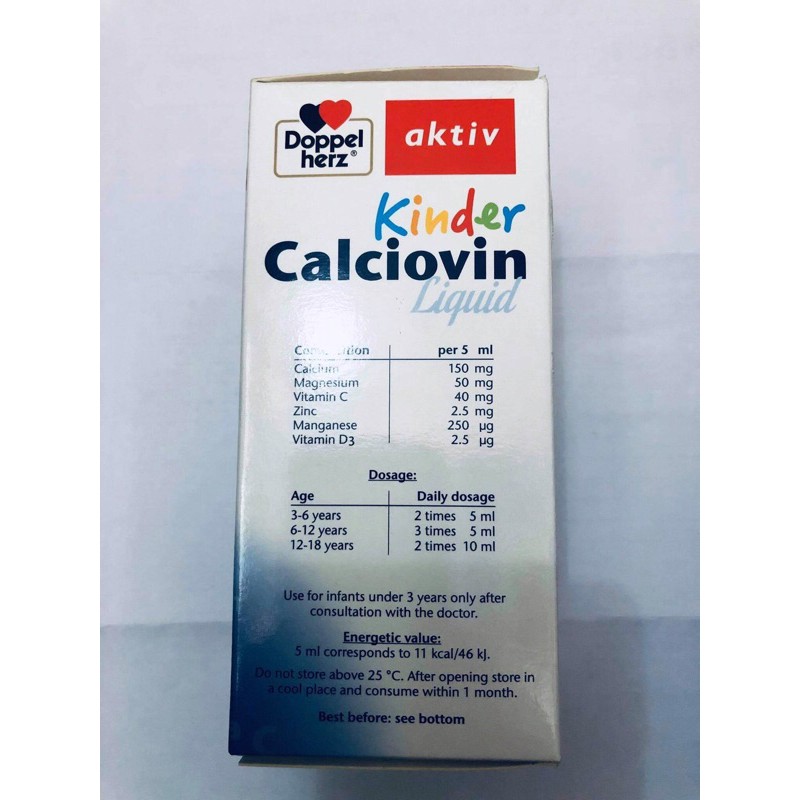 Doppel
herz®
aktiv
Kinder
Calciovin
Liquid
per 5 ml
Calcium 150 mg
Magnesium 50 mg
Vitamin C 40 mg
Zinc 2.5 mg
Manganese 250 µg
Vitamin D3 2.5 µg
Dosage:
Age Daily dosage
3-6 years 2 times 5 ml
6-12 years 3 times 5 ml
12-18 years 2 times 10 ml
Use for infants under 3 years only after
consultation with the doctor.
Energetic value:
5 ml corresponds to 11 kcal/46 kJ.
Do not store above 25 °C. After opening store in
a cool place and consume within 1 month.
Best before: see bottom